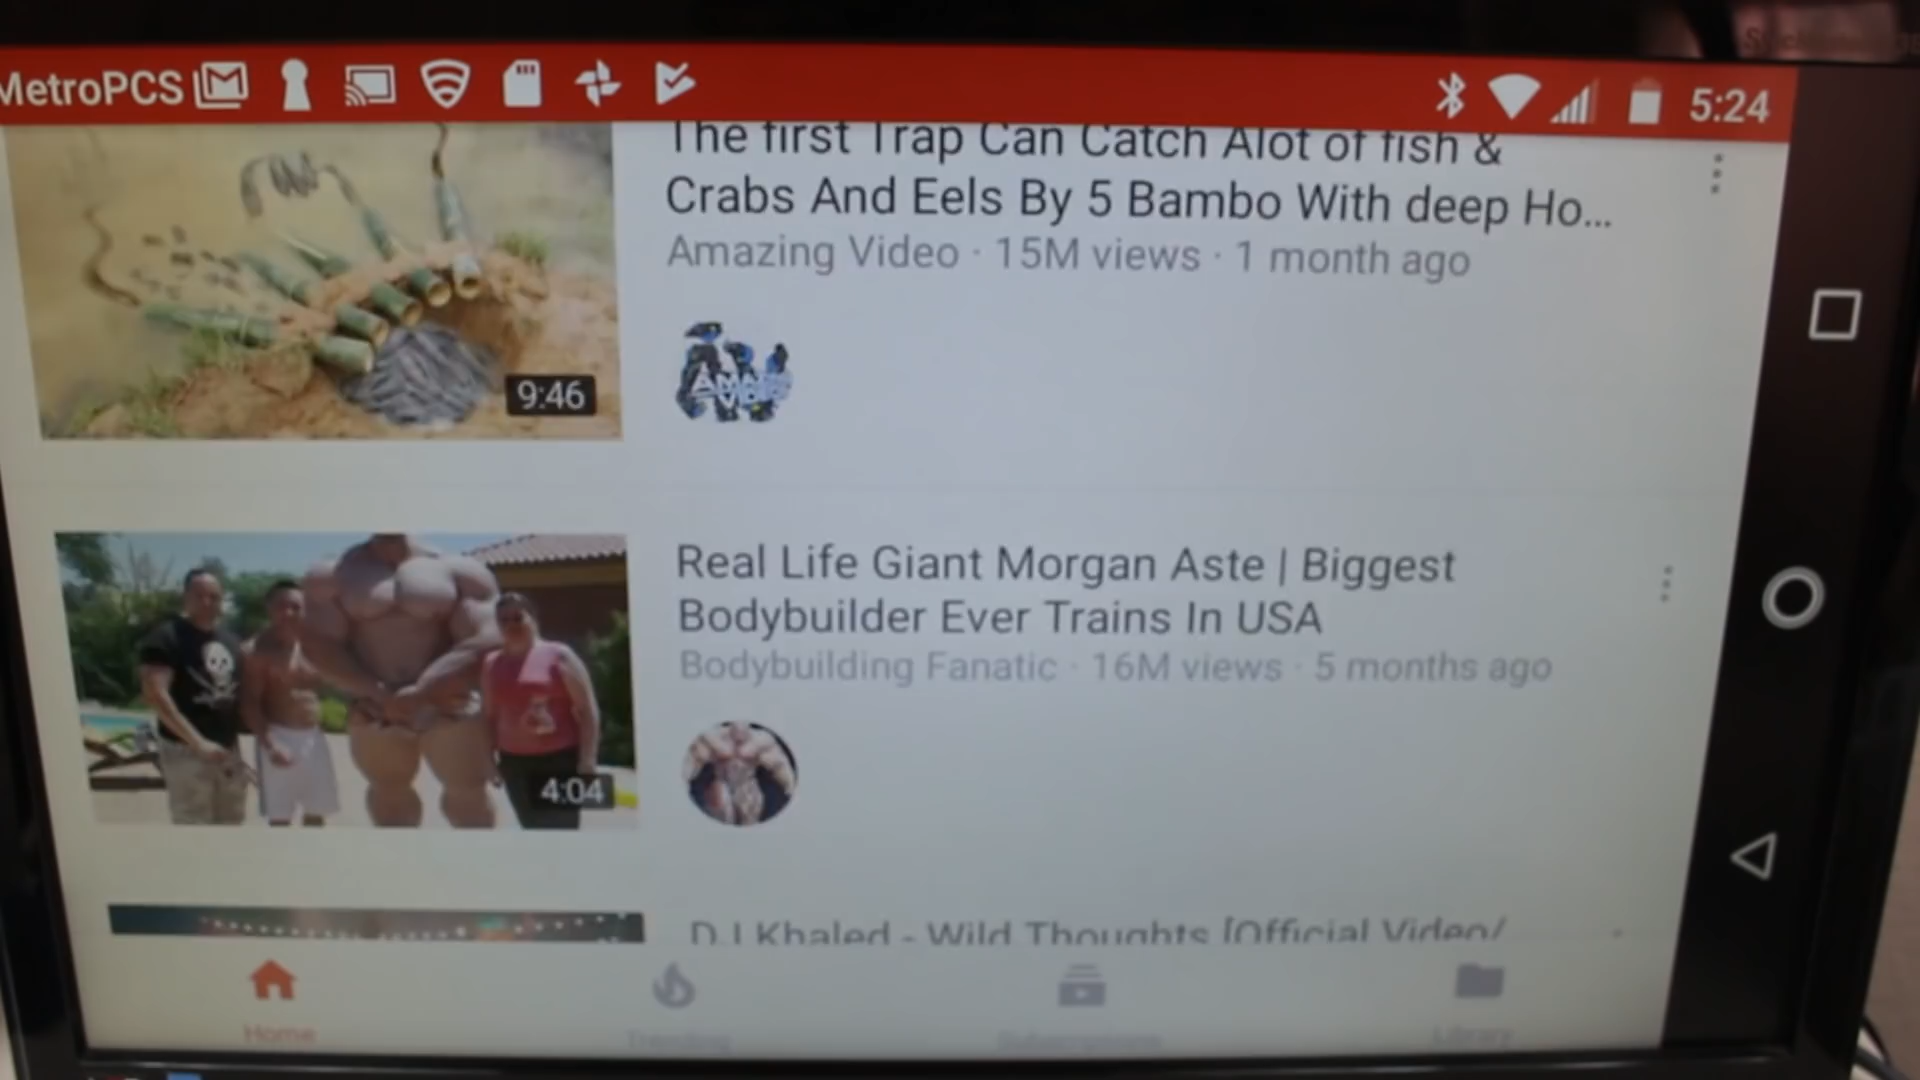 MetroPCS
5:24
The first Trap Can Catch Alot of fish &
Crabs And Eels By 5 Bambo With deep Ho...
Amazing Video · 15M views · 1 month ago
9:46
AMAZING
VIDEO
Real Life Giant Morgan Aste | Biggest
Bodybuilder Ever Trains In USA
Bodybuilding Fanatic · 16M views · 5 months ago
4:04
DJ Khaled - Wild Thoughts [Official Video/
Home
Trending
Subscriptions
Library